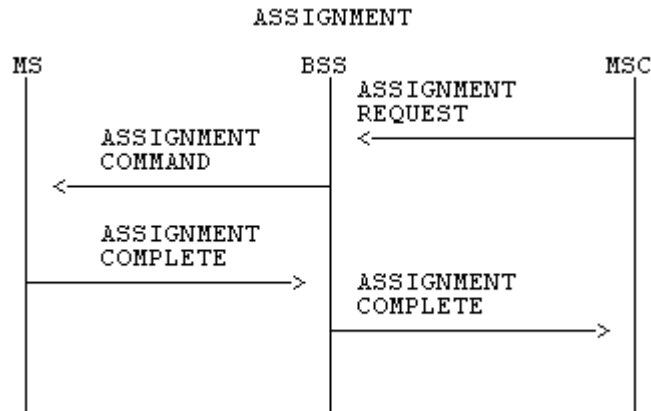 ASSIGNMENT
MS BSS MSC
ASSIGNMENT
REQUEST
ASSIGNMENT
COMMAND
ASSIGNMENT
COMPLETE
ASSIGNMENT
COMPLETE